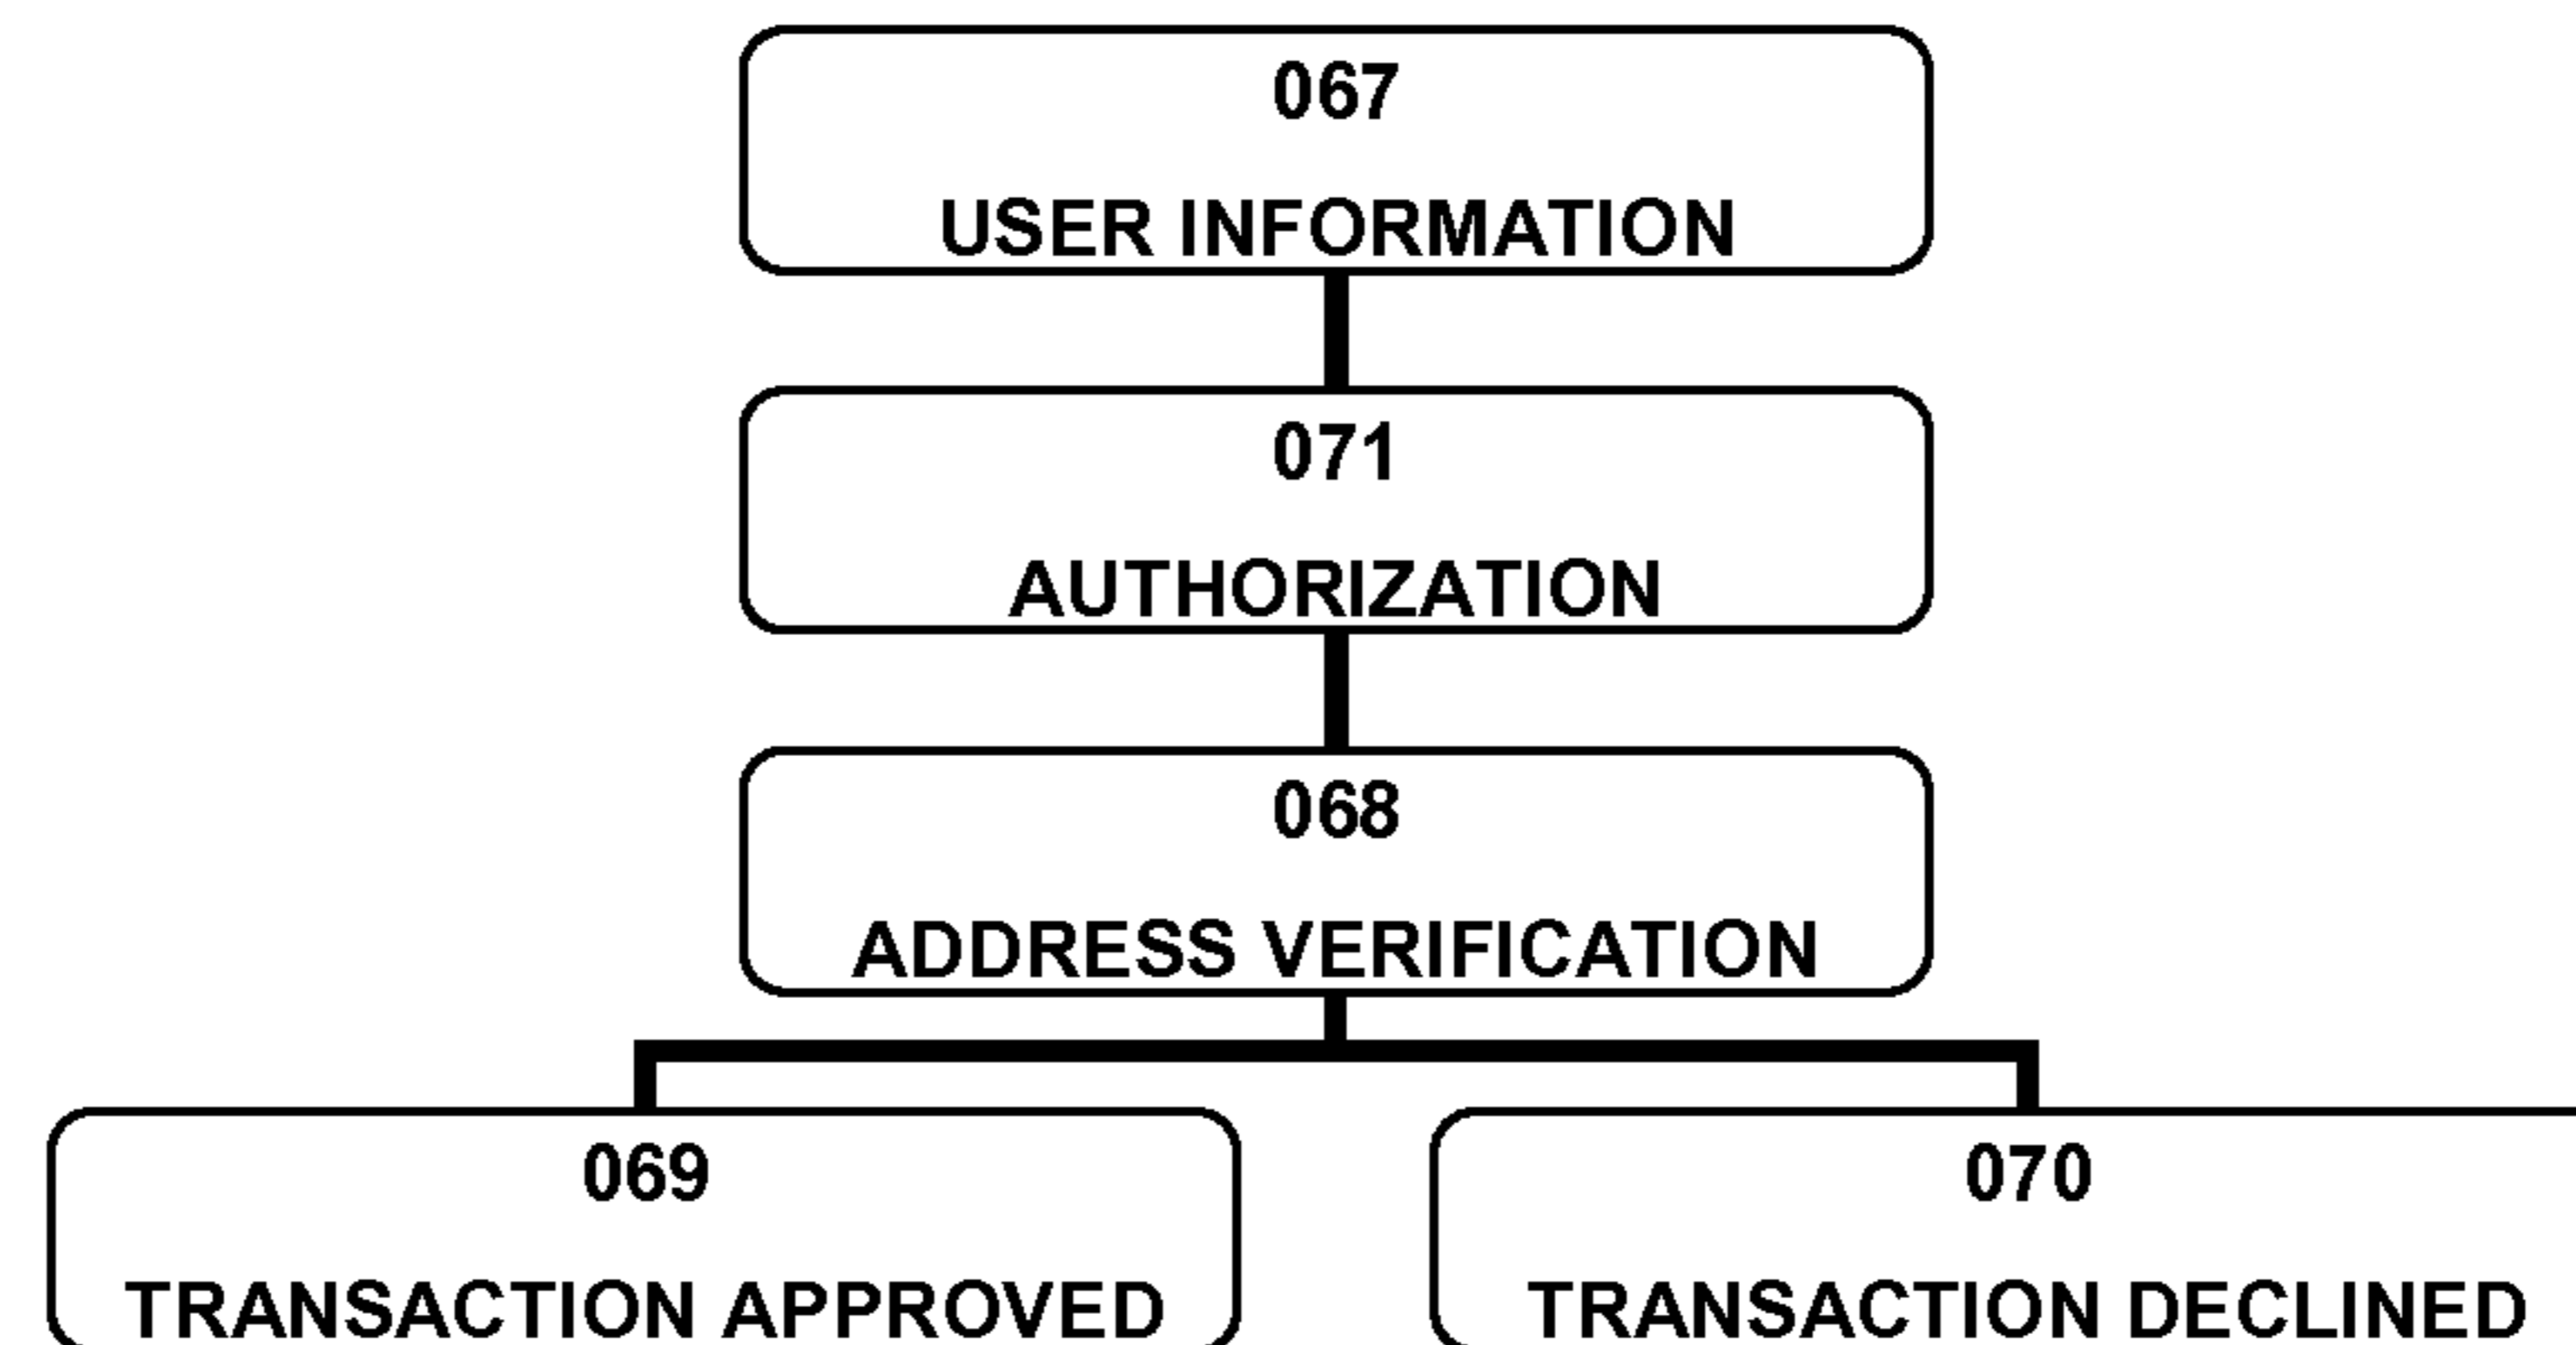 067
USER INFORMATION
071
AUTHORIZATION
068
ADDRESS VERIFICATION
069
TRANSACTION APPROVED
070
TRANSACTION DECLINED